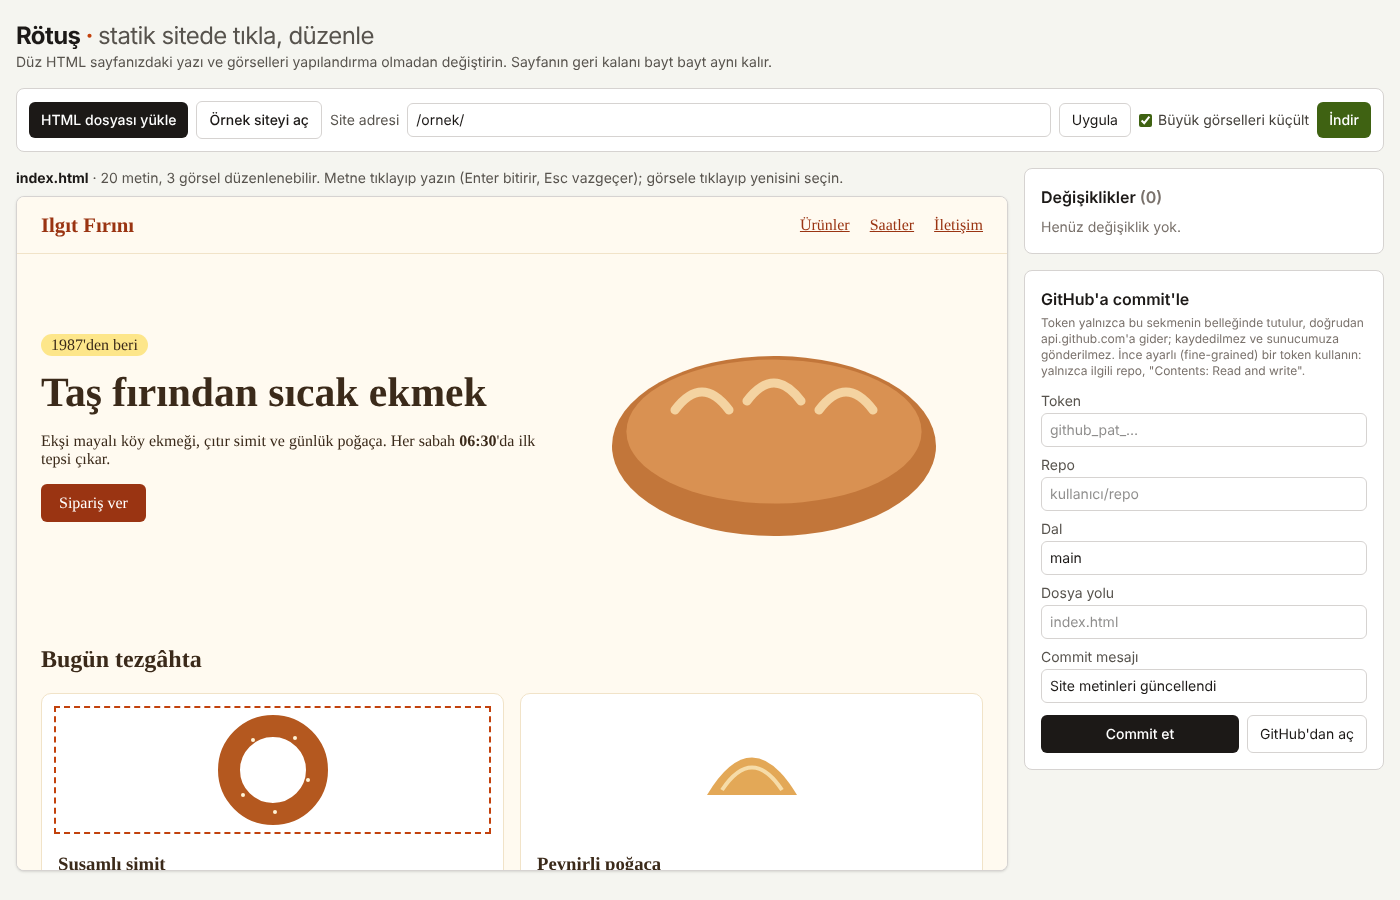 Rötuş · statik sitede tıkla, düzenle
Düz HTML sayfanızdaki yazı ve görselleri yapılandırma olmadan değiştirin. Sayfanın geri kalanı bayt bayt aynı kalır.
HTML dosyası yükle
Örnek siteyi aç
Site adresi
/ornek/
Uygula
Büyük görselleri küçült
İndir
index.html · 20 metin, 3 görsel düzenlenebilir. Metne tıklayıp yazın (Enter bitirir, Esc vazgeçer); görsele tıklayıp yenisini seçin.
Ilgıt Fırını
Ürünler
Saatler
İletişim
1987'den beri
Taş fırından sıcak ekmek
Ekşi mayalı köy ekmeği, çıtır simit ve günlük poğaça. Her sabah 06:30'da ilk
tepsi çıkar.
Sipariş ver
Bugün tezgâhta
Susamlı simit
Peynirli poğaça
Değişiklikler (0)
Henüz değişiklik yok.
GitHub'a commit'le
Token yalnızca bu sekmenin belleğinde tutulur, doğrudan
api.github.com'a gider; kaydedilmez ve sunucumuza
gönderilmez. İnce ayarlı (fine-grained) bir token kullanın:
yalnızca ilgili repo, "Contents: Read and write".
Token
github_pat_...
Repo
kullanıcı/repo
Dal
main
Dosya yolu
index.html
Commit mesajı
Site metinleri güncellendi
Commit et
GitHub'dan aç